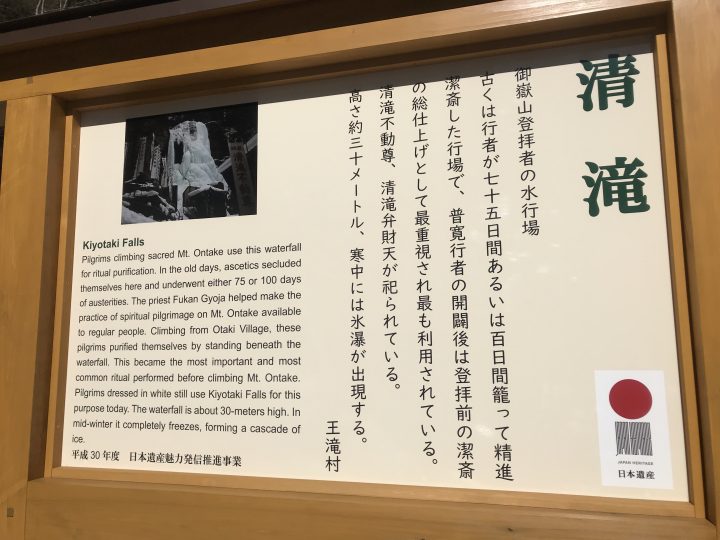 清滝
御嶽山登拝者の水行場
古くは行者が七十五日間あるいは百日間籠って精進
潔斎した行場で、普寛行者の開闢後は登拝前の潔斎
の総仕上げとして最重視され最も利用されている。
清滝不動尊、清滝弁財天が祀られている。
高さ約三十メートル、寒中には氷瀑が出現する。
王滝村
Kiyotaki Falls
Pilgrims climbing sacred Mt. Ontake use this waterfall
for ritual purification. In the old days, ascetics secluded
themselves here and underwent either 75 or 100 days
of austerities. The priest Fukan Gyoja helped make the
practice of spiritual pilgrimage on Mt. Ontake available
to regular people. Climbing from Otaki Village, these
pilgrims purified themselves by standing beneath the
waterfall. This became the most important and most
common ritual performed before climbing Mt. Ontake.
Pilgrims dressed in white still use Kiyotaki Falls for this
purpose today. The waterfall is about 30-meters high. In
mid-winter it completely freezes, forming a cascade of
ice.
平成30年度 日本遺産魅力発信推進事業
JAPAN HERITAGE
日本遺産